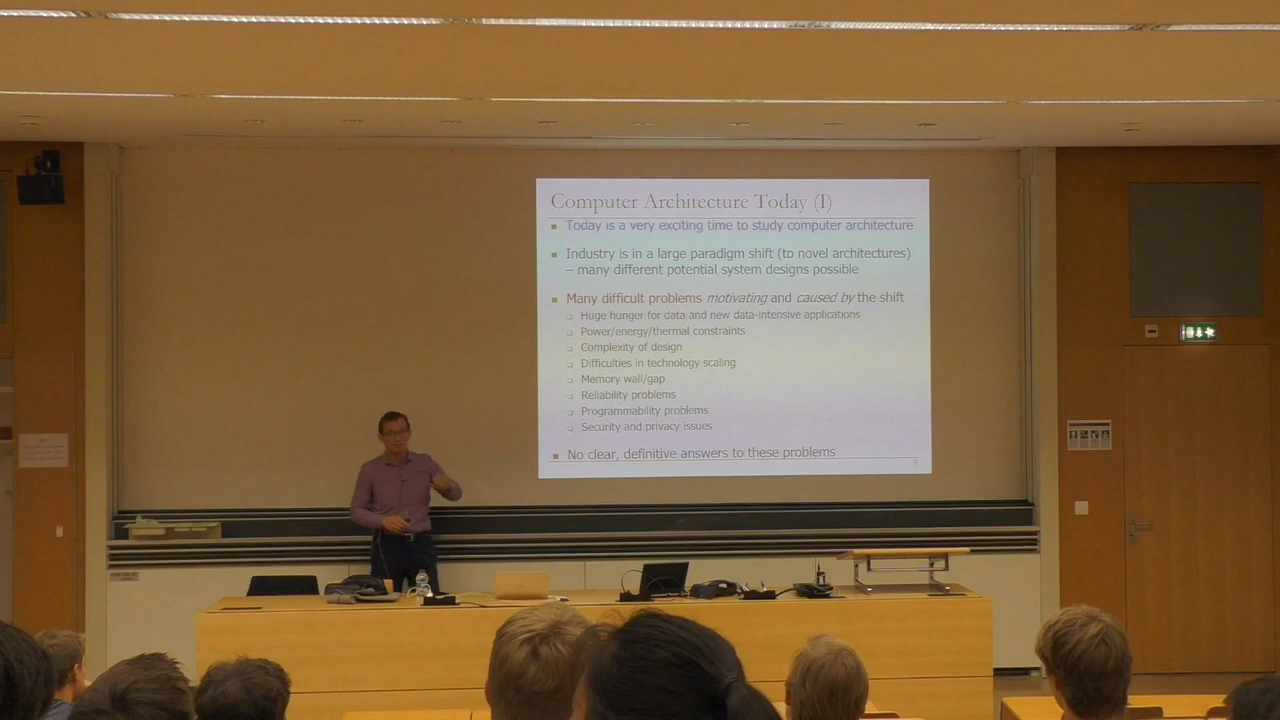 Computer Architecture Today (I)
Today is a very exciting time to study computer architecture
Industry is in a large paradigm shift (to novel architectures)
– many different potential system designs possible
Many difficult problems motivating and caused by the shift
Huge hunger for data and new data-intensive applications
Power/energy/thermal constraints
Complexity of design
Difficulties in technology scaling
Memory wall/gap
Reliability problems
Programmability problems
Security and privacy issues
No clear, definitive answers to these problems